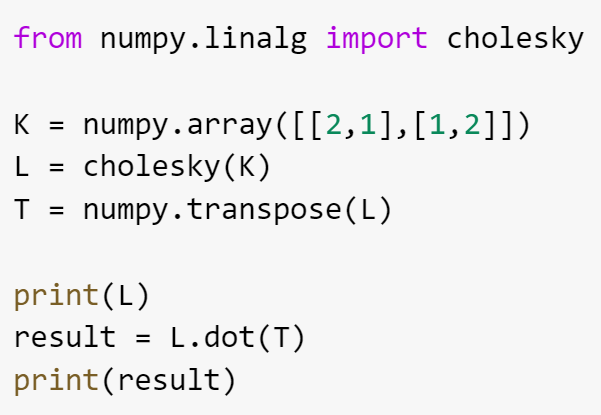 from numpy.linalg import cholesky
K = numpy.array([[2,1],[1,2]])
L = cholesky(K)
T = numpy.transpose(L)
print(L)
result = L.dot(T)
print(result)